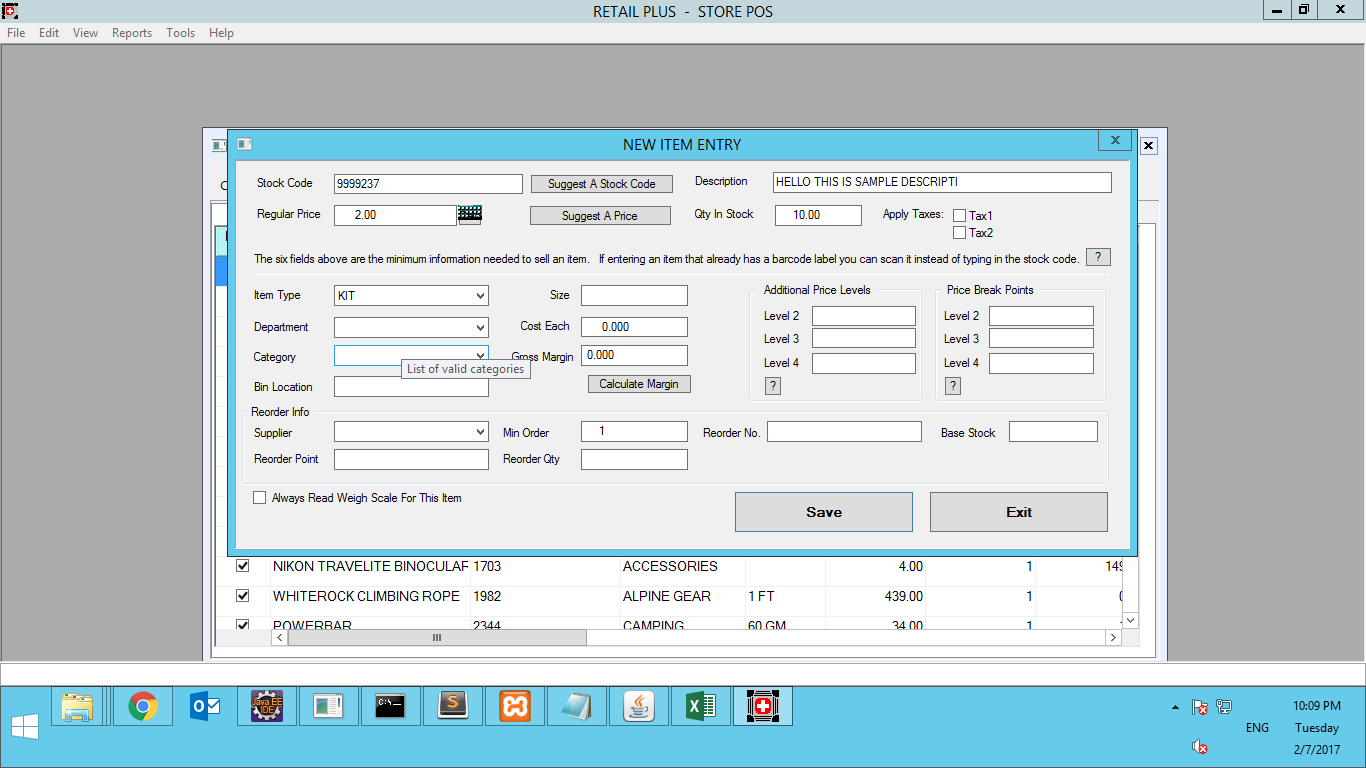 RETAIL PLUS - STORE POS
File Edit View Reports Tools Help
NEW ITEM ENTRY
Stock Code 9999237 Suggest A Stock Code Description HELLO THIS IS SAMPLE DESCRIPTI
Regular Price 2.00 Suggest A Price Qty In Stock 10.00 Apply Taxes: Tax1
Tax2
The six fields above are the minimum information needed to sell an item. If entering an item that already has a barcode label you can scan it instead of typing in the stock code. ?
Item Type KIT Size Additional Price Levels Price Break Points
Level 2 Level 2
Department Cost Each 0.000
Level 3 Level 3
Category Gross Margin 0.000
Level 4 Level 4
List of valid categories
Bin Location Calculate Margin ? ?
Reorder Info
Supplier Min Order 1 Reorder No. Base Stock
Reorder Point Reorder Qty
Always Read Weigh Scale For This Item
Save Exit
NIKON TRAVELITE BINOCULAR 1703 ACCESSORIES 4.00 1 149
WHITEROCK CLIMBING ROPE 1982 ALPINE GEAR 1 FT 439.00 1
POWERBAR 2344 CAMPING 60 GM 34.00 1
Java EE
IDE
C:\
10:09 PM
ENG Tuesday
2/7/2017